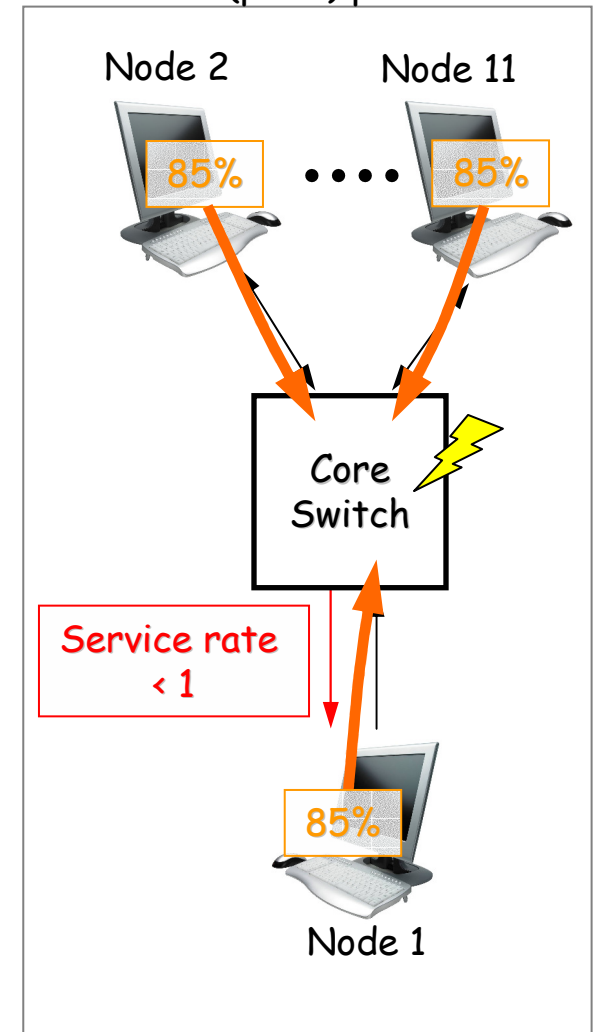 Node 2
Node 11
85%
85%
Core
Switch
Service rate
< 1
85%
Node 1